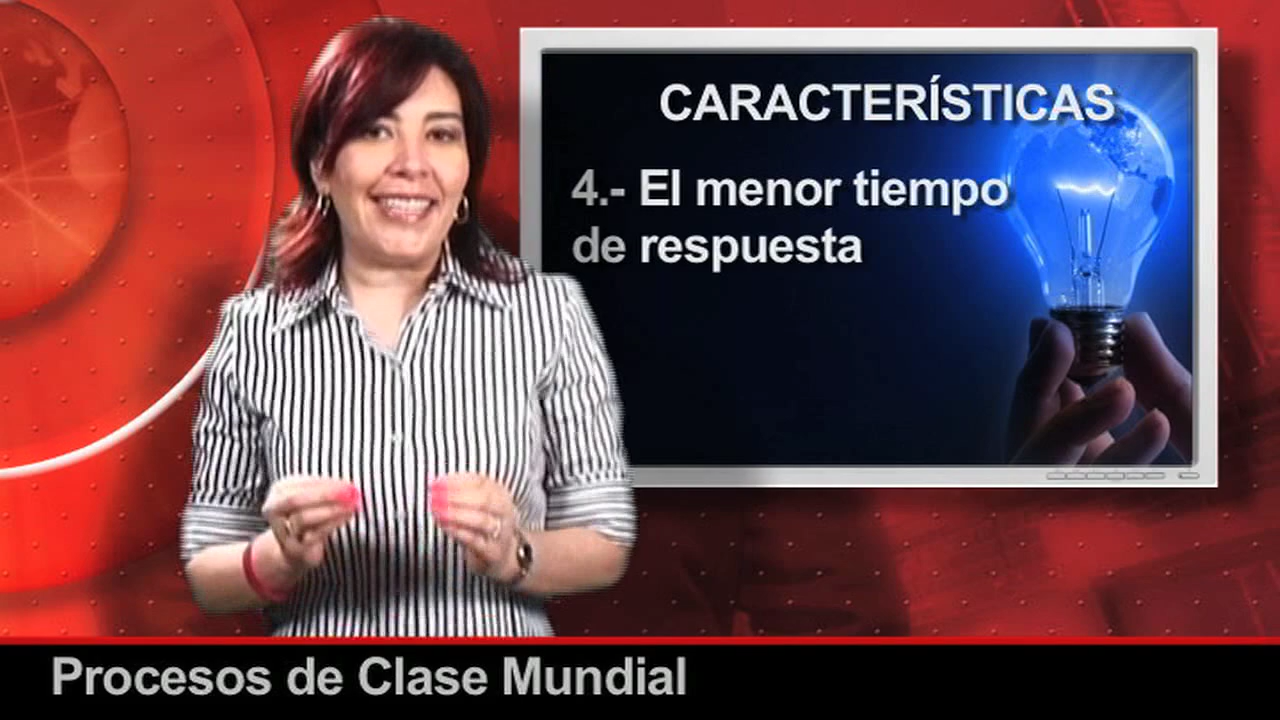 CARACTERÍSTICAS
4.- El menor tiempo
de respuesta
Procesos de Clase Mundial